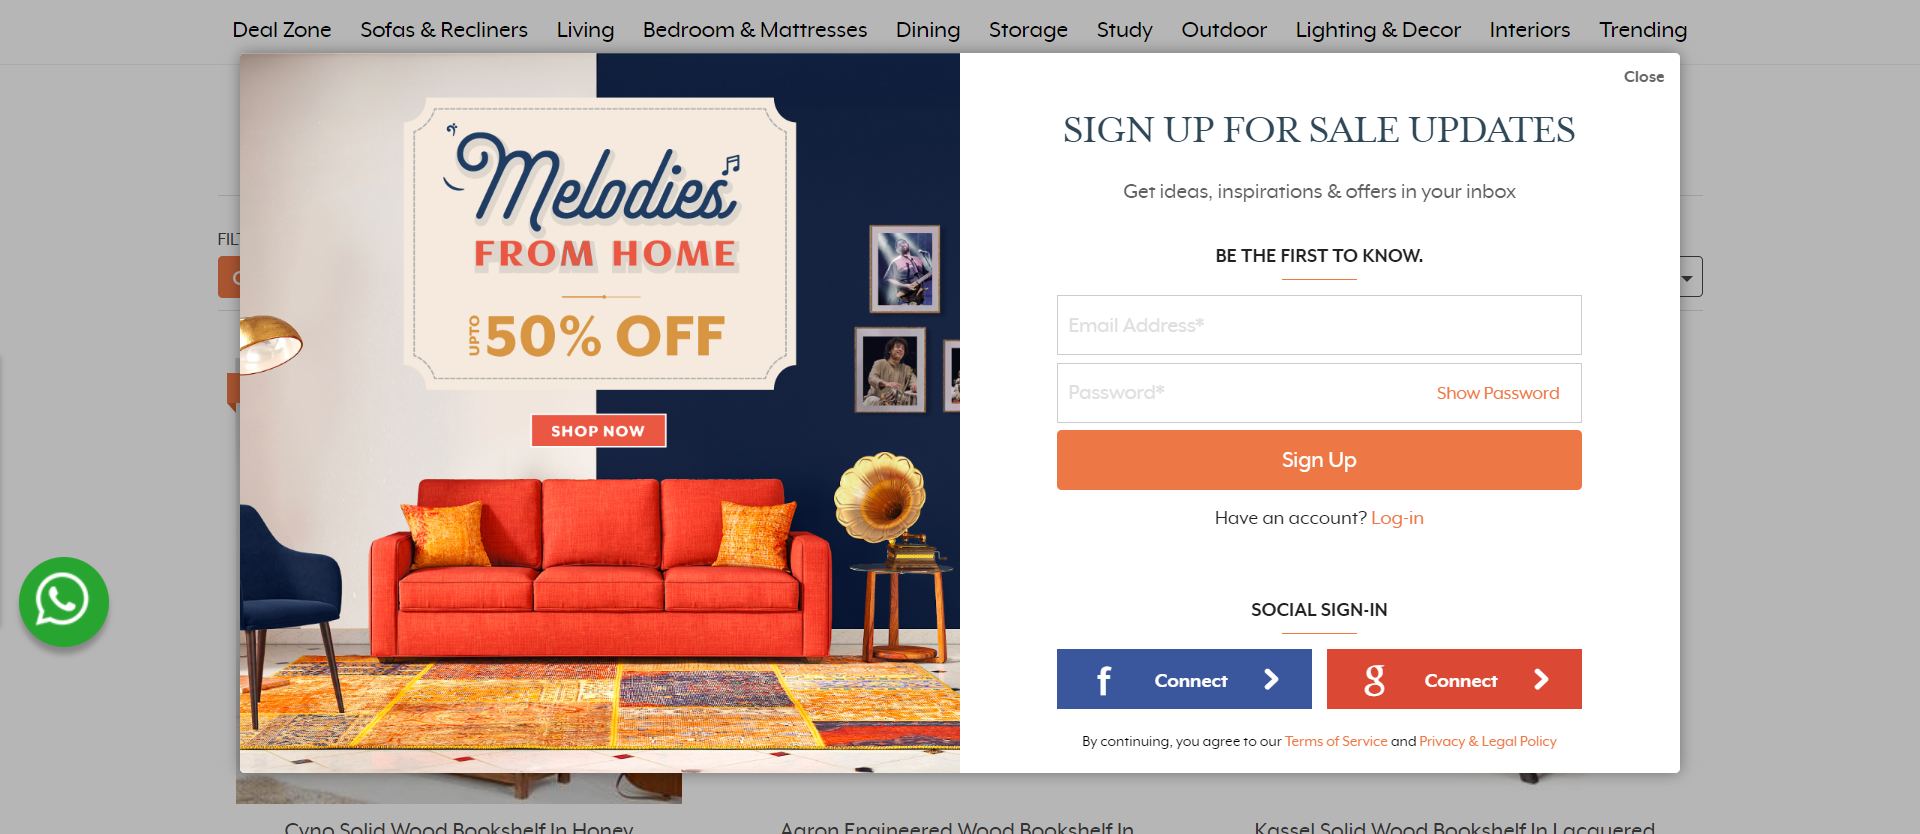 Deal Zone Sofas & Recliners Living Bedroom & Mattresses Dining Storage Study Outdoor Lighting & Decor Interiors Trending
Close
Melodies
FROM HOME
UPTO 50% OFF
SHOP NOW
SIGN UP FOR SALE UPDATES
Get ideas, inspirations & offers in your inbox
BE THE FIRST TO KNOW.
Email Address*
Password* Show Password
Sign Up
Have an account? Log-in
SOCIAL SIGN-IN
f Connect
g Connect
By continuing, you agree to our Terms of Service and Privacy & Legal Policy
Cyno Solid Wood Bookshelf In Honey
Aaron Engineered Wood Bookshelf In
Kassel Solid Wood Bookshelf In Lacquered